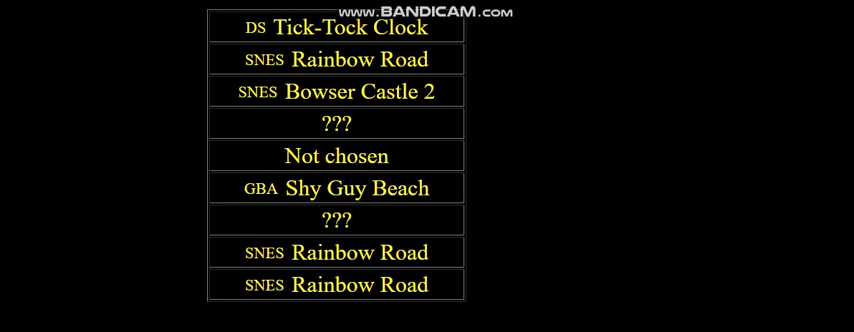 www.BANDICAM.com
DS Tick-Tock Clock
SNES Rainbow Road
SNES Bowser Castle 2
???
Not chosen
GBA Shy Guy Beach
???
SNES Rainbow Road
SNES Rainbow Road